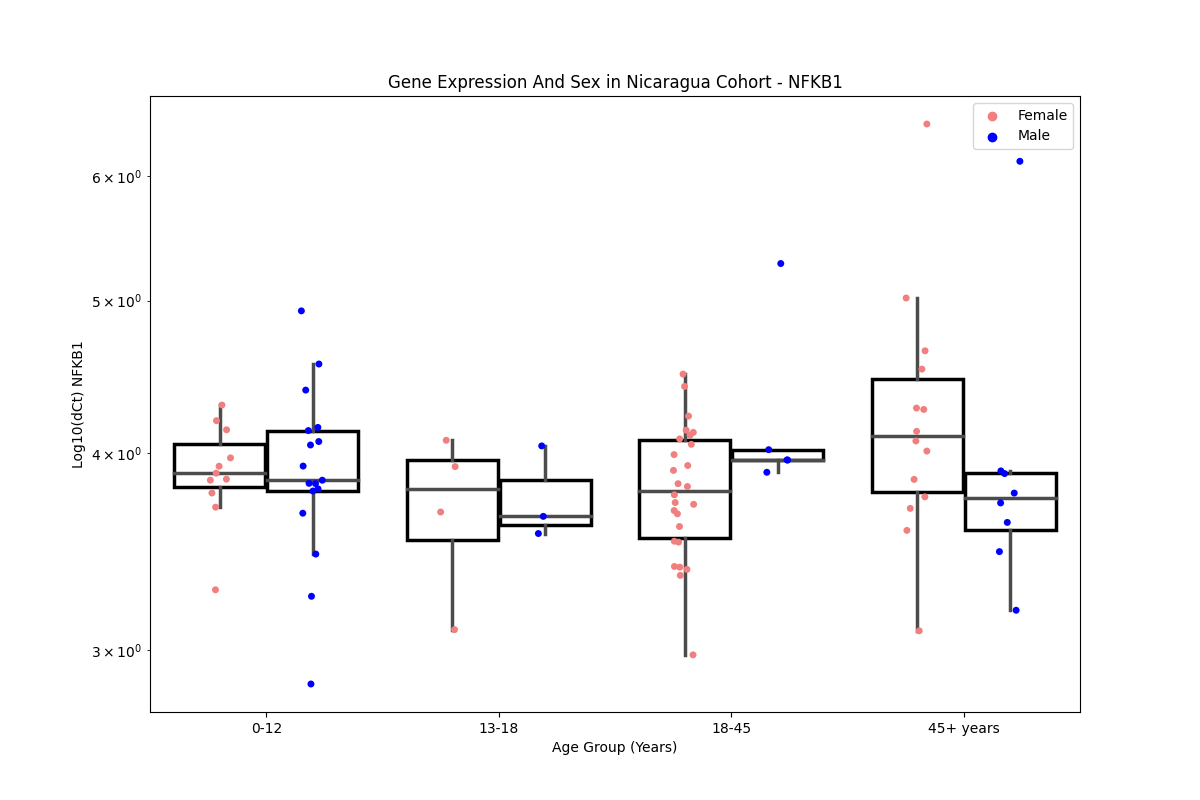 Gene Expression And Sex in Nicaragua Cohort - NFKB1
Female
Male
6 × 10⁰
5 × 10⁰
4 × 10⁰
3 × 10⁰
Log10(dCt) NFKB1
0-12
13-18
18-45
45+ years
Age Group (Years)